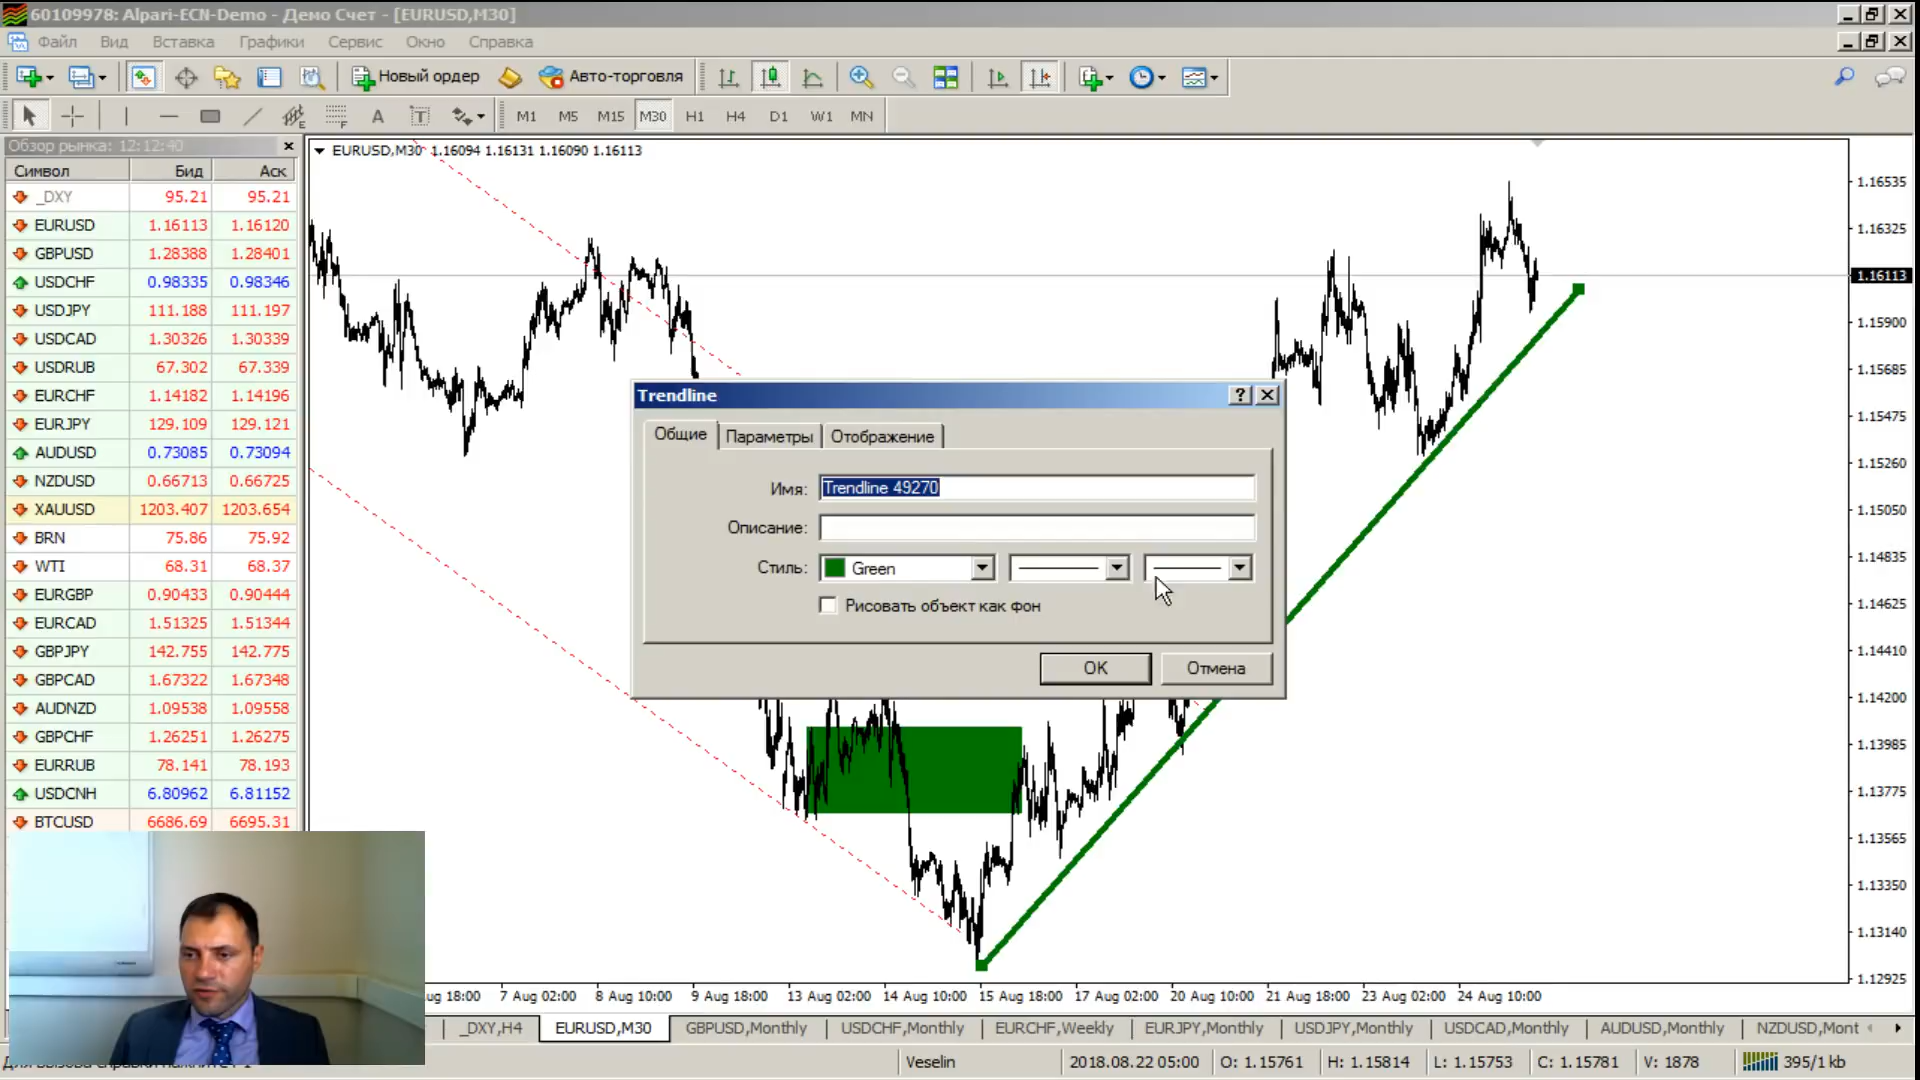 60109978: Alpari-ECN-Demo - Демо Счет - [EURUSD,M30]
Файл Вид Вставка Графики Сервис Окно Справка
Новый ордер Авто-торговля
A T M1 M5 M15 M30 H1 H4 D1 W1 MN
Обзор рынка: 12:12:40
Символ Бид Аск
_DXY 95.21 95.21
EURUSD 1.16113 1.16120
GBPUSD 1.28388 1.28401
USDCHF 0.98335 0.98346
USDJPY 111.188 111.197
USDCAD 1.30326 1.30339
USDRUB 67.302 67.339
EURCHF 1.14182 1.14196
EURJPY 129.109 129.121
AUDUSD 0.73085 0.73094
NZDUSD 0.66713 0.66725
XAUUSD 1203.407 1203.654
BRN 75.86 75.92
WTI 68.31 68.37
EURGBP 0.90433 0.90444
EURCAD 1.51325 1.51344
GBPJPY 142.755 142.775
GBPCAD 1.67322 1.67348
AUDNZD 1.09538 1.09558
GBPCHF 1.26251 1.26275
EURRUB 78.141 78.193
USDCNH 6.80962 6.81152
BTCUSD 6686.69 6695.31
EURUSD,M30 1.16094 1.16131 1.16090 1.16113
1.16535
1.16325
1.16113
1.15900
1.15685
1.15475
1.15260
1.15050
1.14835
1.14625
1.14410
1.14200
1.13985
1.13775
1.13565
1.13350
1.13140
1.12925
Trendline
Общие Параметры Отображение
Имя: Trendline 49270
Описание:
Стиль: Green
Рисовать объект как фон
OK Отмена
ug 18:00 7 Aug 02:00 8 Aug 10:00 9 Aug 18:00 13 Aug 02:00 14 Aug 10:00 15 Aug 18:00 17 Aug 02:00 20 Aug 10:00 21 Aug 18:00 23 Aug 02:00 24 Aug 10:00
_DXY,H4 EURUSD,M30 GBPUSD,Monthly USDCHF,Monthly EURCHF,Weekly EURJPY,Monthly USDJPY,Monthly USDCAD,Monthly AUDUSD,Monthly NZDUSD,Mont
Veselin 2018.08.22 05:00 O: 1.15761 H: 1.15814 L: 1.15753 C: 1.15781 V: 1878 395/1 kb